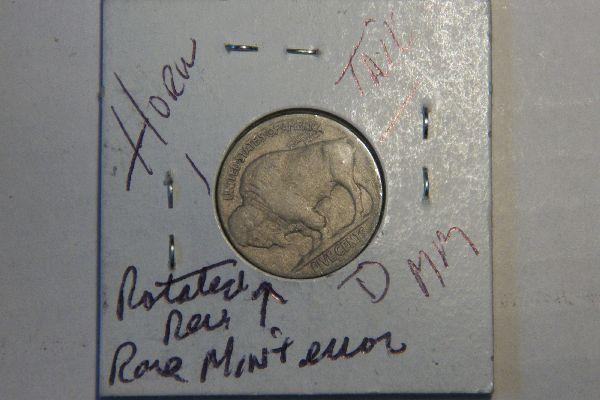 HORN
TAIL
UNITED STATES OF AMERICA
FIVE CENTS
D MM
Rotated
Rev.
Rare Mint error